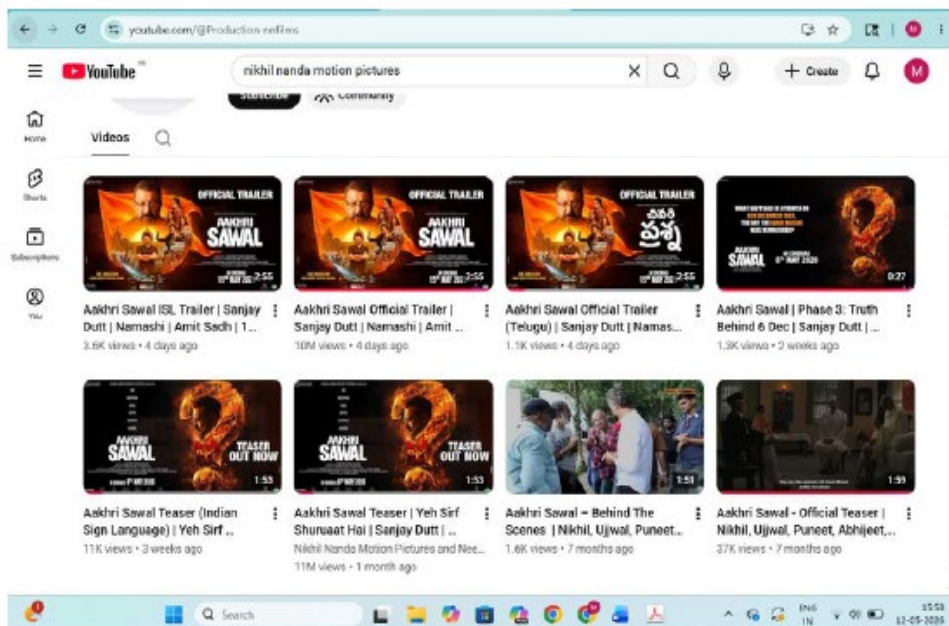 youtube.com/@Production-nnfilms
YouTube IN
nikhil nanda motion pictures
Create
M
Subscribe
Community
Home
Shorts
Subscriptions
You
Videos
OFFICIAL TRAILER
AAKHRI
SAWAL
2:55
OFFICIAL TRAILER
AAKHRI
SAWAL
2:55
OFFICIAL TRAILER
చివరి
ప్రశ్న
2:55
AAKHRI
SAWAL
0:27
Aakhri Sawal ISL Trailer | Sanjay
Dutt | Namashi | Amit Sadh | 1...
3.6K views • 4 days ago
Aakhri Sawal Official Trailer |
Sanjay Dutt | Namashi | Amit ...
10M views • 4 days ago
Aakhri Sawal Official Trailer
(Telugu) | Sanjay Dutt | Namas...
1.1K views • 4 days ago
Aakhri Sawal | Phase 3: Truth
Behind 6 Dec | Sanjay Dutt | ...
1.3K views • 2 weeks ago
AAKHRI
SAWAL
TEASER
OUT NOW
1:53
AAKHRI
SAWAL
TEASER
OUT NOW
1:53
1:51
1:59
Aakhri Sawal Teaser (Indian
Sign Language) | Yeh Sirf ...
11K views • 3 weeks ago
Aakhri Sawal Teaser | Yeh Sirf
Shuruaat Hai | Sanjay Dutt | ...
Nikhil Nanda Motion Pictures and Nee...
11M views • 1 month ago
Aakhri Sawal – Behind The
Scenes | Nikhil, Ujjwal, Puneet...
1.6K views • 7 months ago
Aakhri Sawal - Official Teaser |
Nikhil, Ujjwal, Puneet, Abhijeet,...
37K views • 7 months ago
Search
ENG
IN
12-05-2026